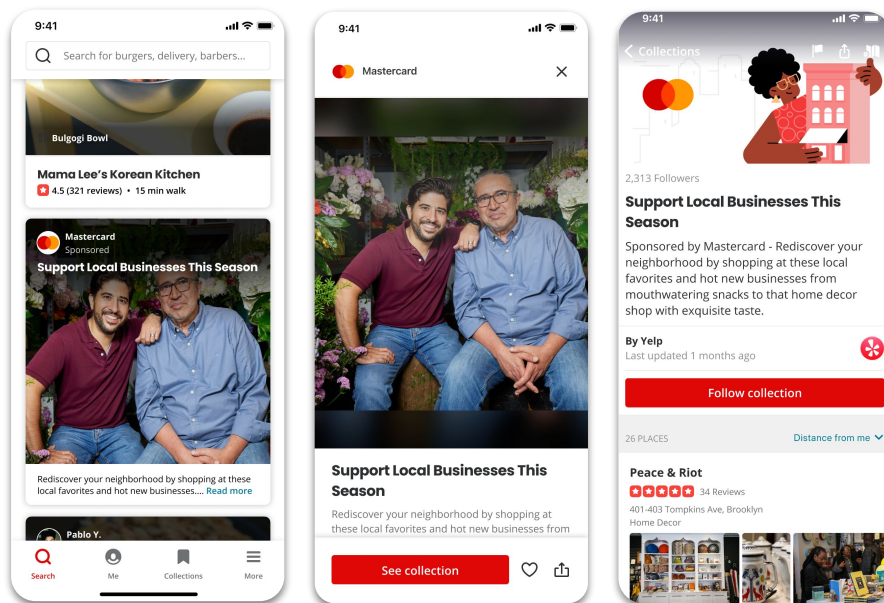 9:41
Search for burgers, delivery, barbers...
Bulgogi Bowl
Mama Lee's Korean Kitchen
4.5 (321 reviews) • 15 min walk
Mastercard
Sponsored
Support Local Businesses This Season
Rediscover your neighborhood by shopping at these
local favorites and hot new businesses.... Read more
Pablo Y.
Search
Me
Collections
More
9:41
Mastercard
Support Local Businesses This
Season
Rediscover your neighborhood by shopping at
these local favorites and hot new businesses from
See collection
9:41
Collections
2,313 Followers
Support Local Businesses This
Season
Sponsored by Mastercard - Rediscover your
neighborhood by shopping at these local
favorites and hot new businesses from
mouthwatering snacks to that home decor
shop with exquisite taste.
By Yelp
Last updated 1 months ago
Follow collection
26 PLACES
Distance from me
Peace & Riot
34 Reviews
401-403 Tompkins Ave, Brooklyn
Home Decor